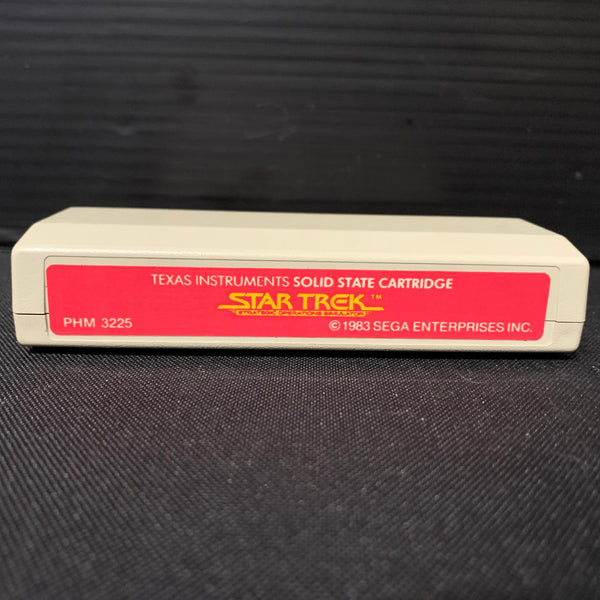 TEXAS INSTRUMENTS SOLID STATE CARTRIDGE
STAR TREK™
STRATEGIC OPERATIONS SIMULATOR
PHM 3225
©1983 SEGA ENTERPRISES INC.